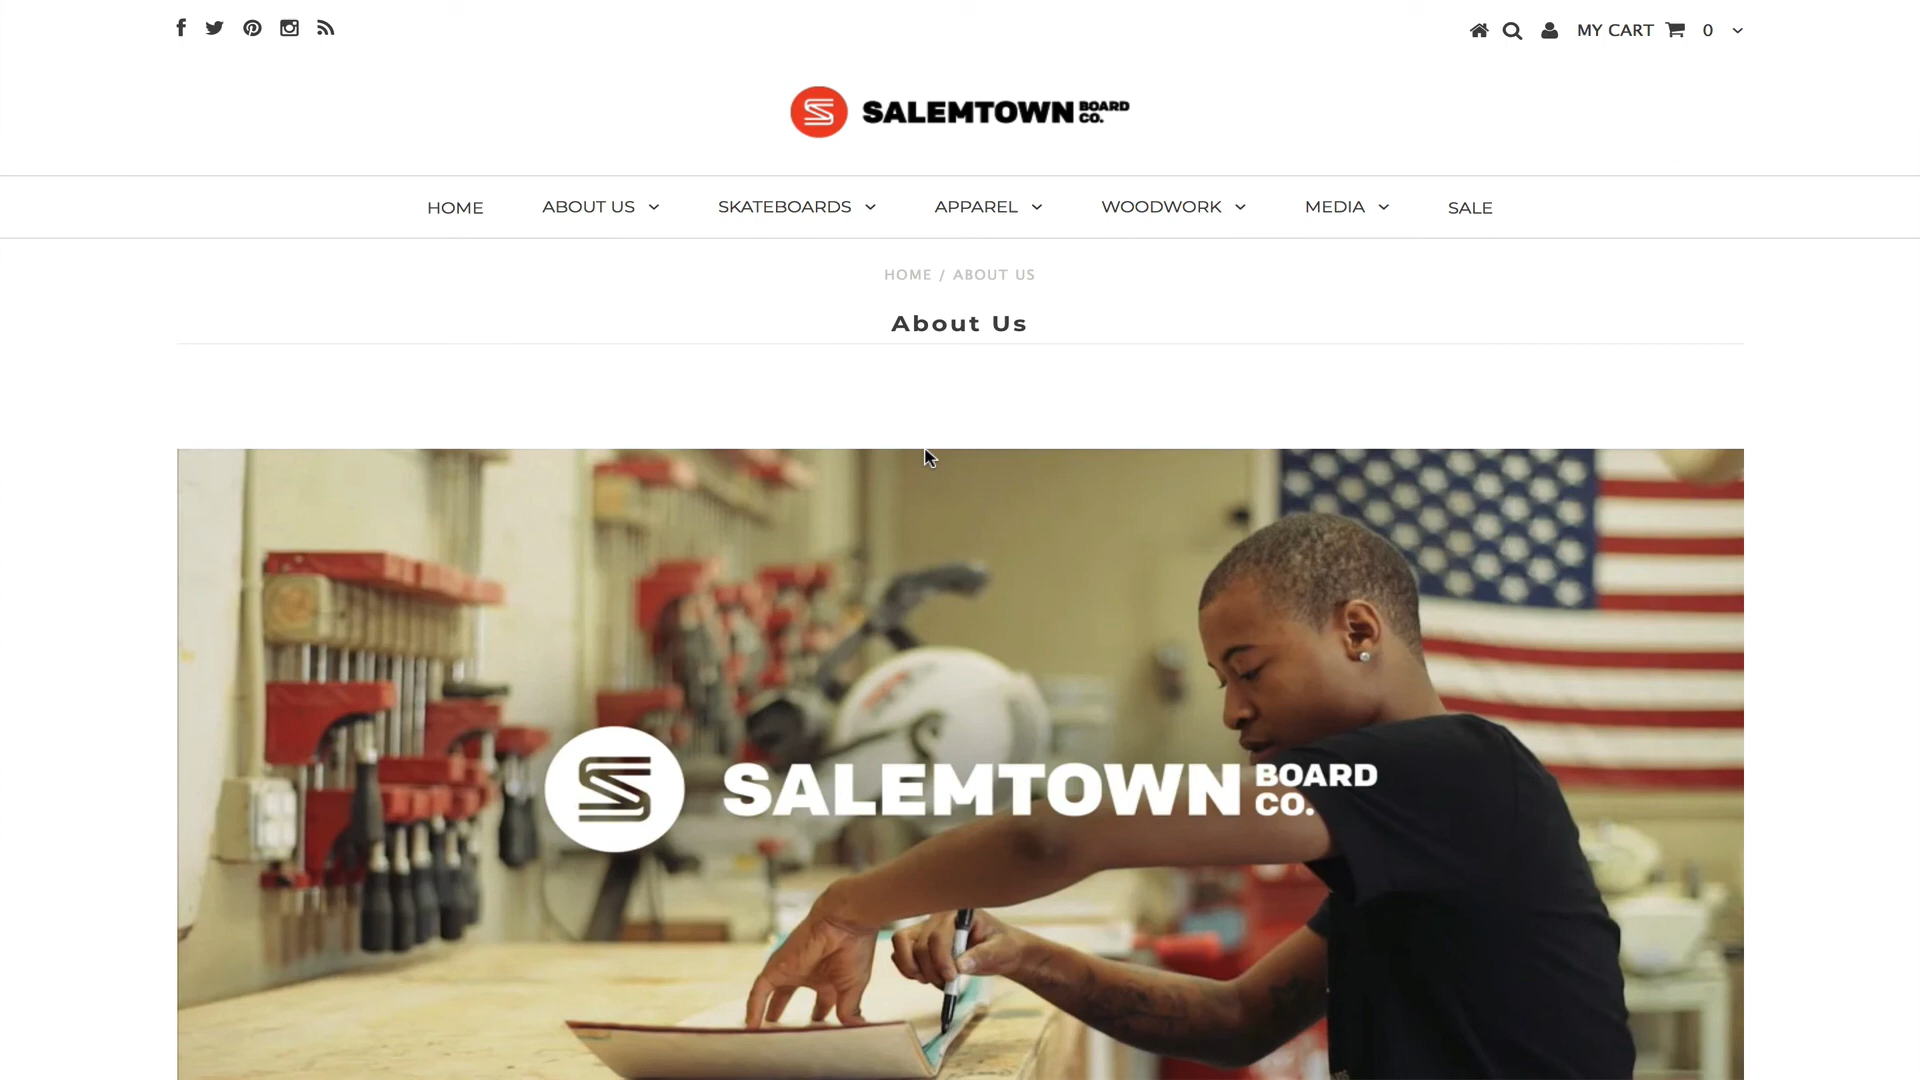 MY CART 0
SALEMTOWN BOARD CO.
HOME ABOUT US SKATEBOARDS APPAREL WOODWORK MEDIA SALE
HOME / ABOUT US
About Us
SALEMTOWN BOARD CO.